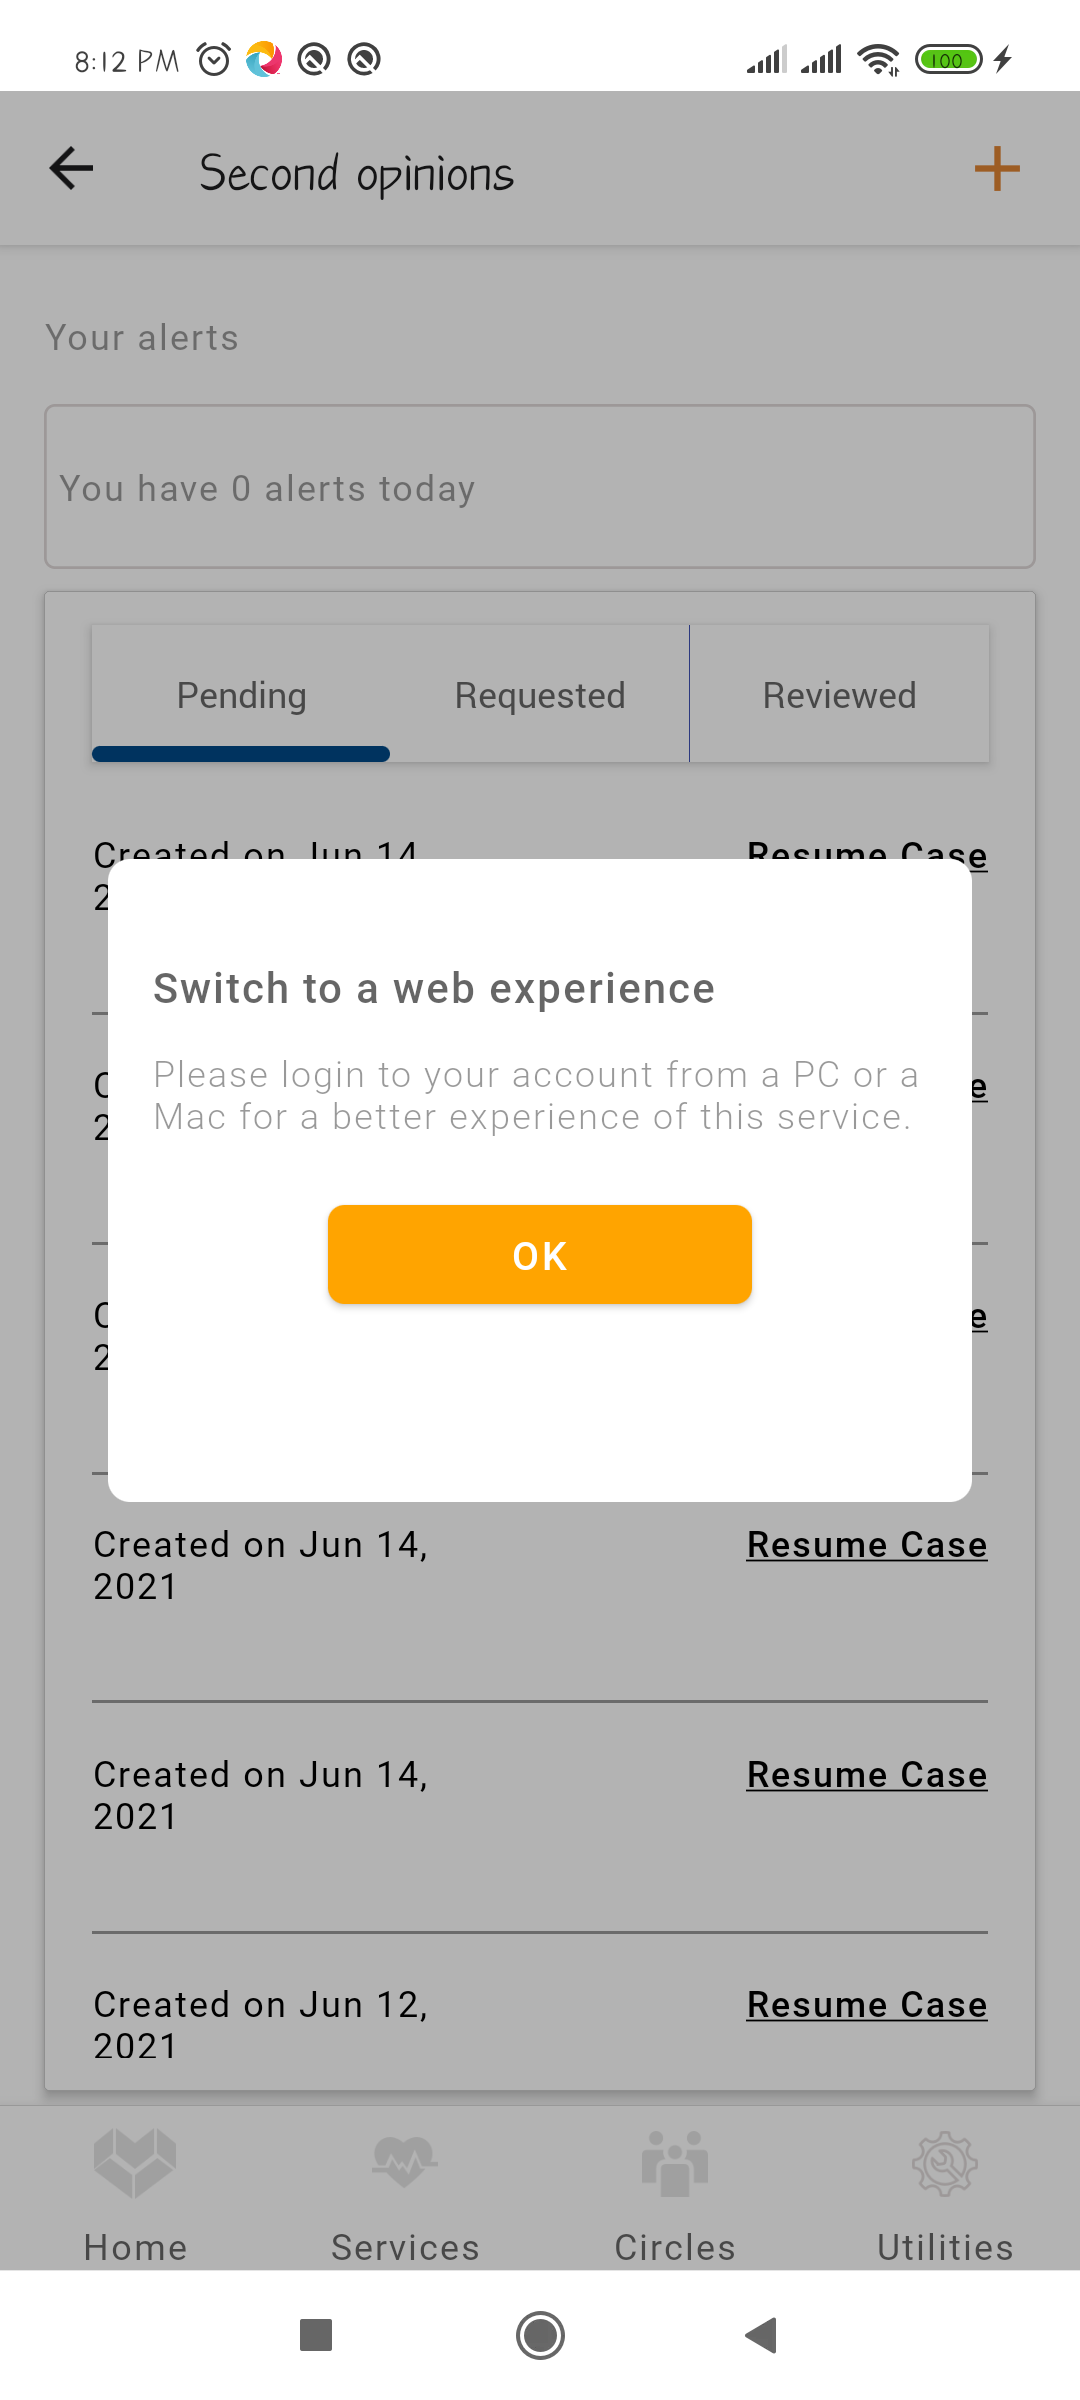 8:12 PM
100
Second opinions
Your alerts
You have 0 alerts today
Pending
Requested
Reviewed
Created on Jun 14
Resume Case
Switch to a web experience
Please login to your account from a PC or a
Mac for a better experience of this service.
OK
Created on Jun 14,
2021
Resume Case
Created on Jun 14,
2021
Resume Case
Created on Jun 12,
2021
Resume Case
Home
Services
Circles
Utilities